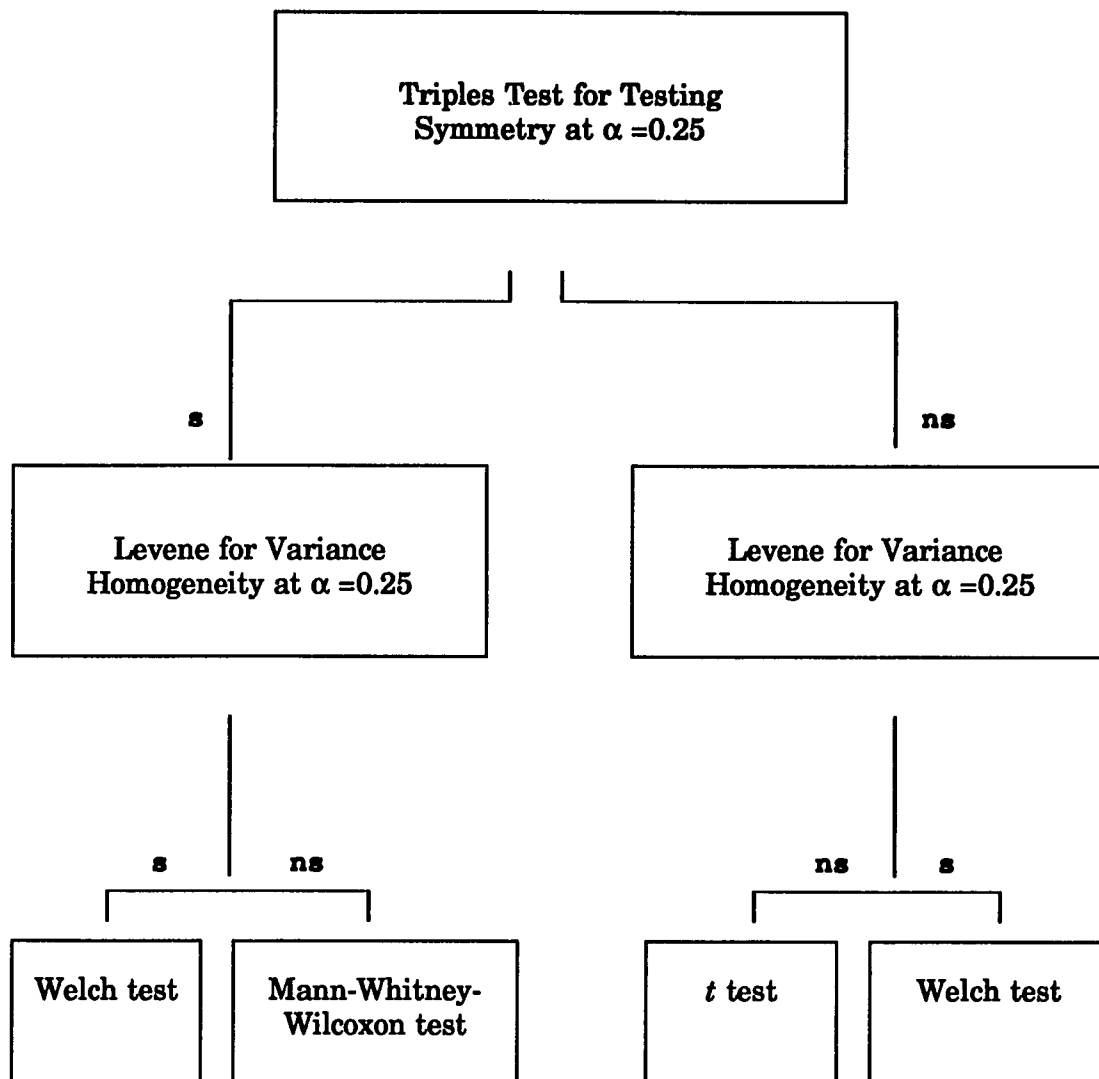 Triples Test for Testing
Symmetry at α =0.25
s
ns
Levene for Variance
Homogeneity at α =0.25
Levene for Variance
Homogeneity at α =0.25
s
ns
ns
s
Welch test
Mann-Whitney-
Wilcoxon test
t test
Welch test